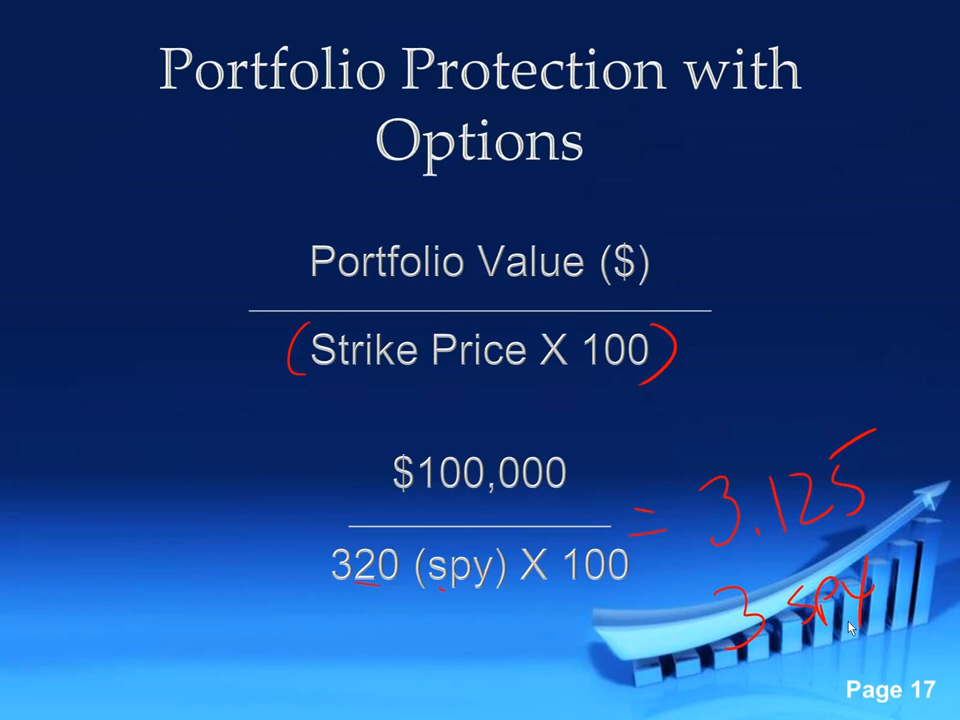 Portfolio Protection with
Options
Portfolio Value ($)
(Strike Price X 100)
$100,000
320 (spy) X 100
= 3.125
3 spy
Page 17